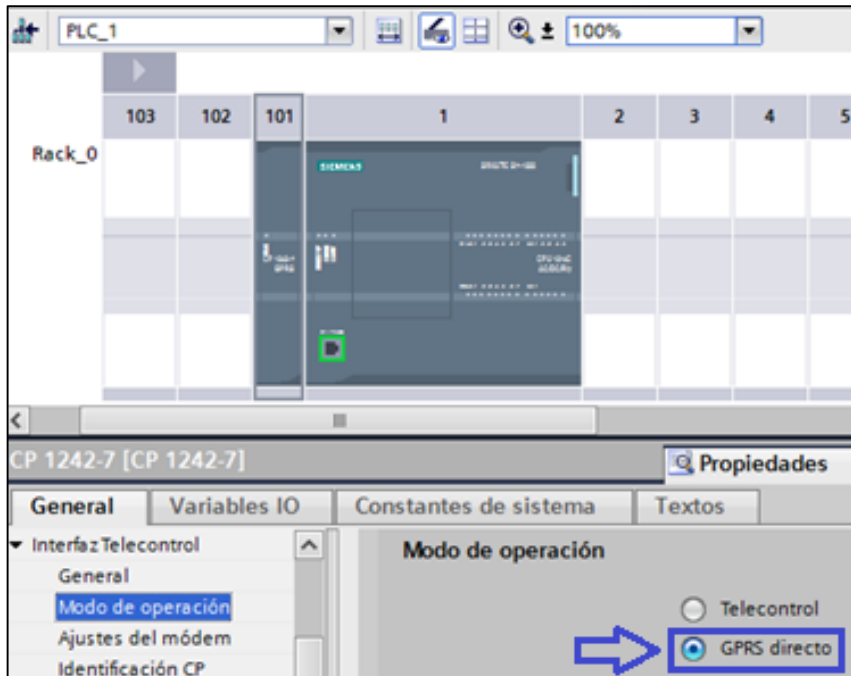 PLC_1
100%
103 102 101 1 2 3 4 5
Rack_0
SIEMENS
CP 1242-7 [CP 1242-7]
Propiedades
General Variables IO Constantes de sistema Textos
Interfaz Telecontrol
General
Modo de operación
Ajustes del módem
Identificación CP
Modo de operación
Telecontrol
GPRS directo